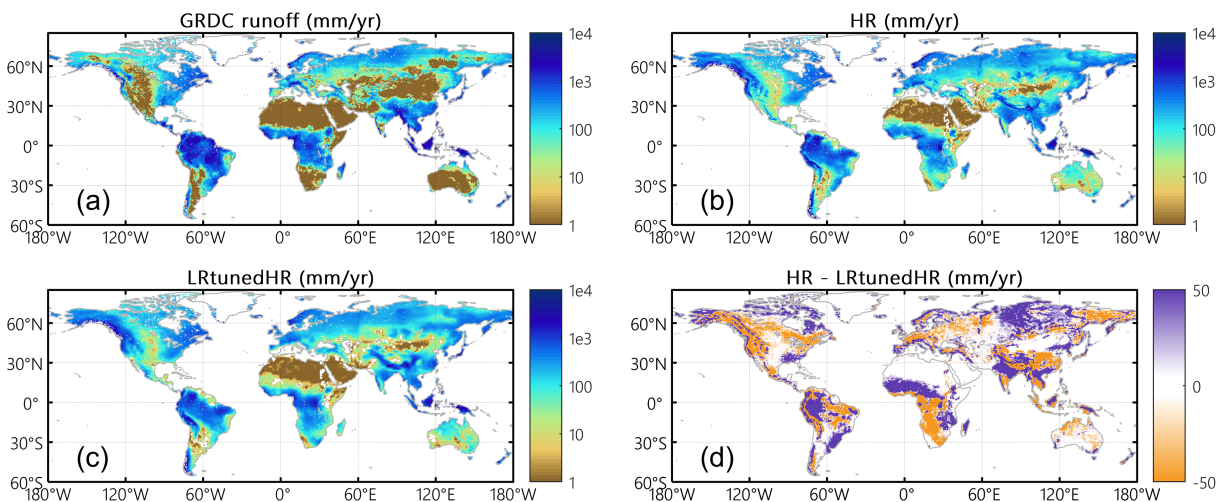 GRDC runoff (mm/yr)
60°N
30°N
0°
30°S
60°S
180°W
120°W
60°W
0°
60°E
120°E
180°W
(a)
1e4
1e3
100
10
1
HR (mm/yr)
60°N
30°N
0°
30°S
60°S
180°W
120°W
60°W
0°
60°E
120°E
180°W
(b)
1e4
1e3
100
10
1
LRtunedHR (mm/yr)
60°N
30°N
0°
30°S
60°S
180°W
120°W
60°W
0°
60°E
120°E
180°W
(c)
1e4
1e3
100
10
1
HR - LRtunedHR (mm/yr)
60°N
30°N
0°
30°S
60°S
180°W
120°W
60°W
0°
60°E
120°E
180°W
(d)
50
0
-50